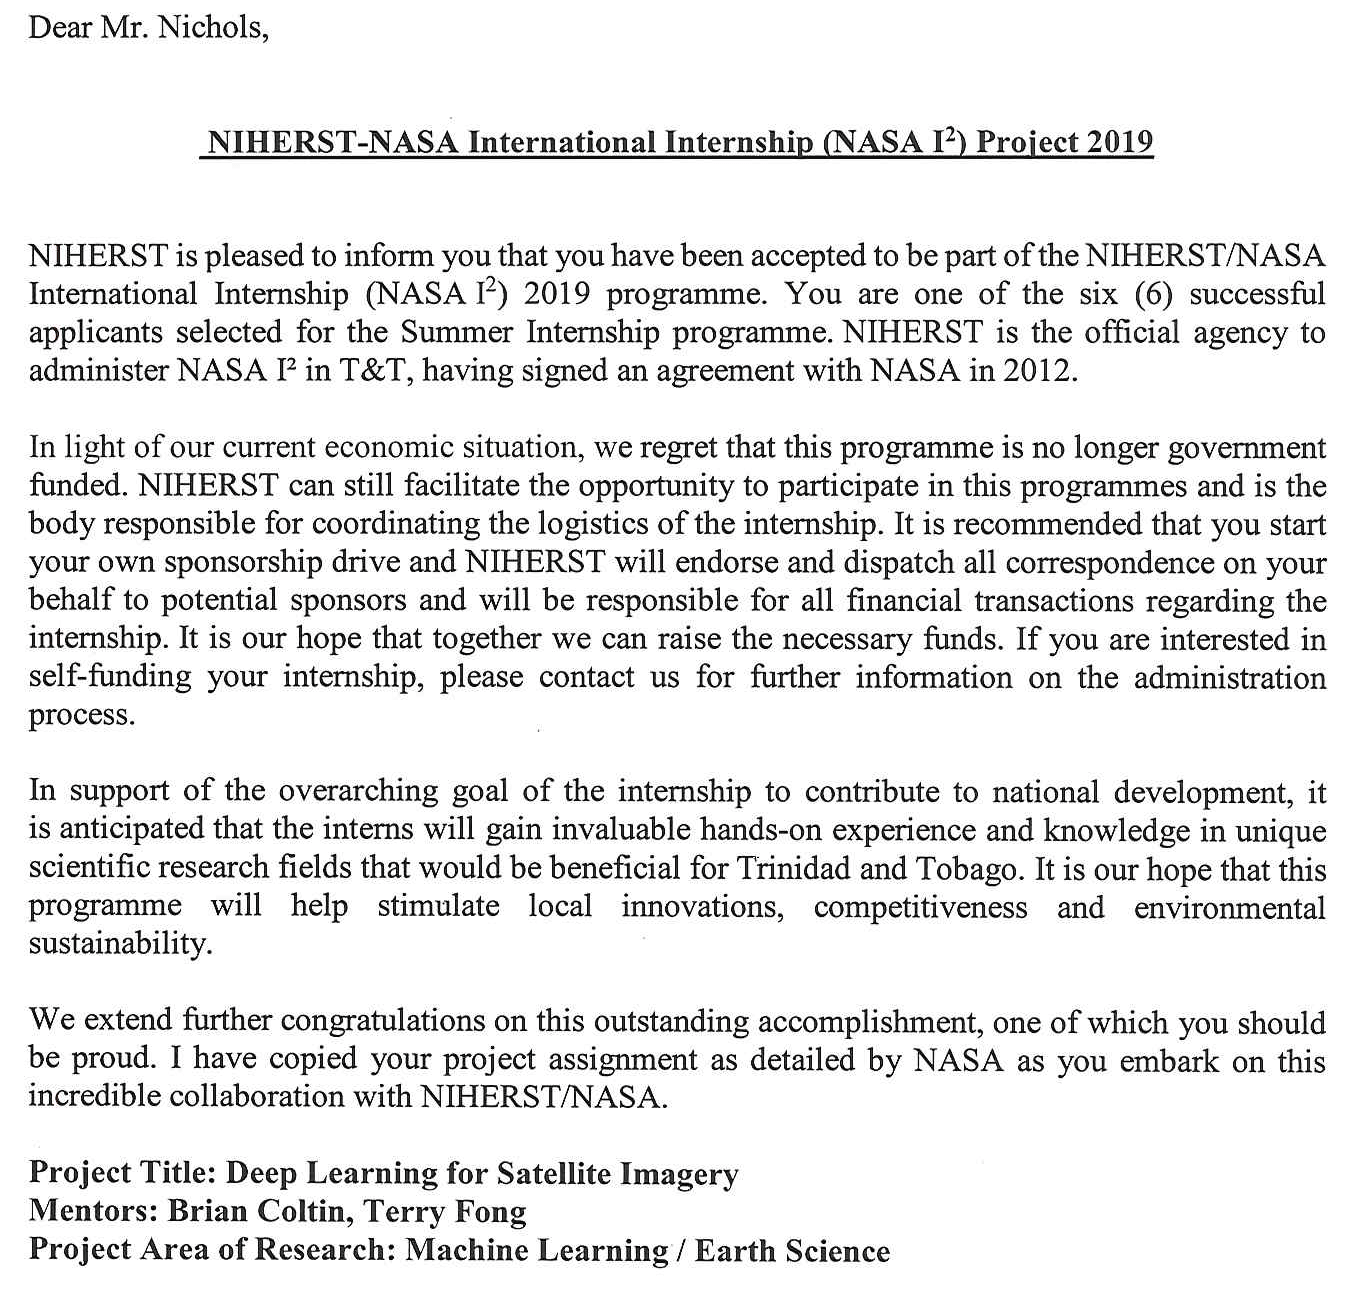 Dear Mr. Nichols,
NIHERST-NASA International Internship (NASA I²) Project 2019
NIHERST is pleased to inform you that you have been accepted to be part of the NIHERST/NASA
International Internship (NASA I²) 2019 programme. You are one of the six (6) successful
applicants selected for the Summer Internship programme. NIHERST is the official agency to
administer NASA I² in T&T, having signed an agreement with NASA in 2012.
In light of our current economic situation, we regret that this programme is no longer government
funded. NIHERST can still facilitate the opportunity to participate in this programmes and is the
body responsible for coordinating the logistics of the internship. It is recommended that you start
your own sponsorship drive and NIHERST will endorse and dispatch all correspondence on your
behalf to potential sponsors and will be responsible for all financial transactions regarding the
internship. It is our hope that together we can raise the necessary funds. If you are interested in
self-funding your internship, please contact us for further information on the administration
process.
In support of the overarching goal of the internship to contribute to national development, it
is anticipated that the interns will gain invaluable hands-on experience and knowledge in unique
scientific research fields that would be beneficial for Trinidad and Tobago. It is our hope that this
programme will help stimulate local innovations, competitiveness and environmental
sustainability.
We extend further congratulations on this outstanding accomplishment, one of which you should
be proud. I have copied your project assignment as detailed by NASA as you embark on this
incredible collaboration with NIHERST/NASA.
Project Title: Deep Learning for Satellite Imagery
Mentors: Brian Coltin, Terry Fong
Project Area of Research: Machine Learning / Earth Science